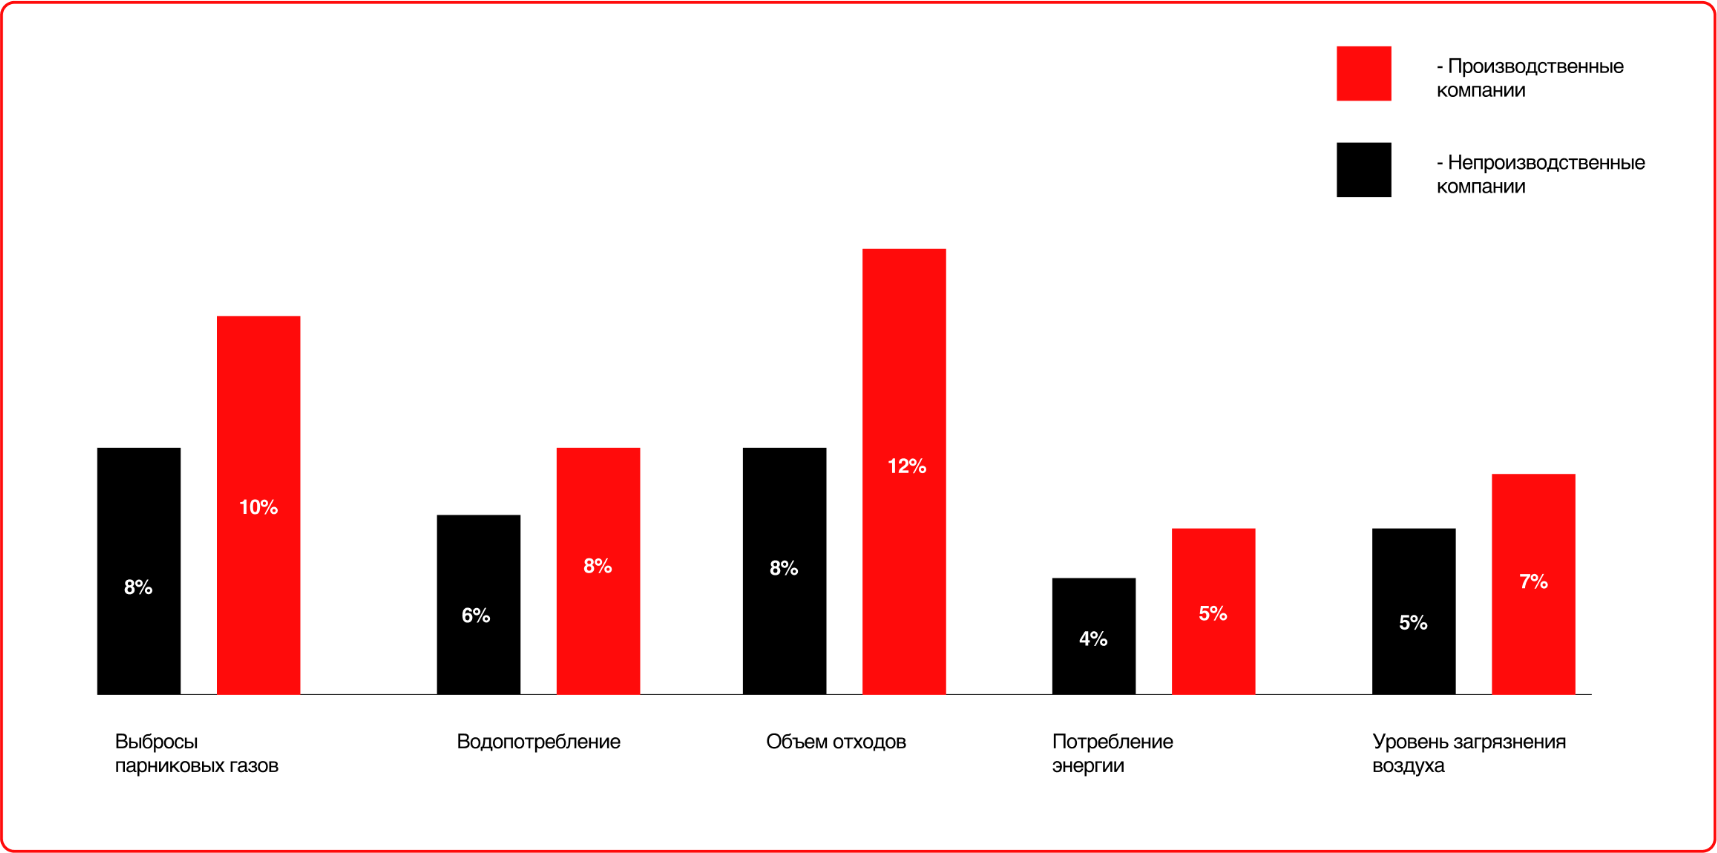 - Производственные
компании
- Непроизводственные
компании
8%
10%
6%
8%
8%
12%
4%
5%
5%
7%
Выбросы
парниковых газов
Водопотребление
Объем отходов
Потребление
энергии
Уровень загрязнения
воздуха